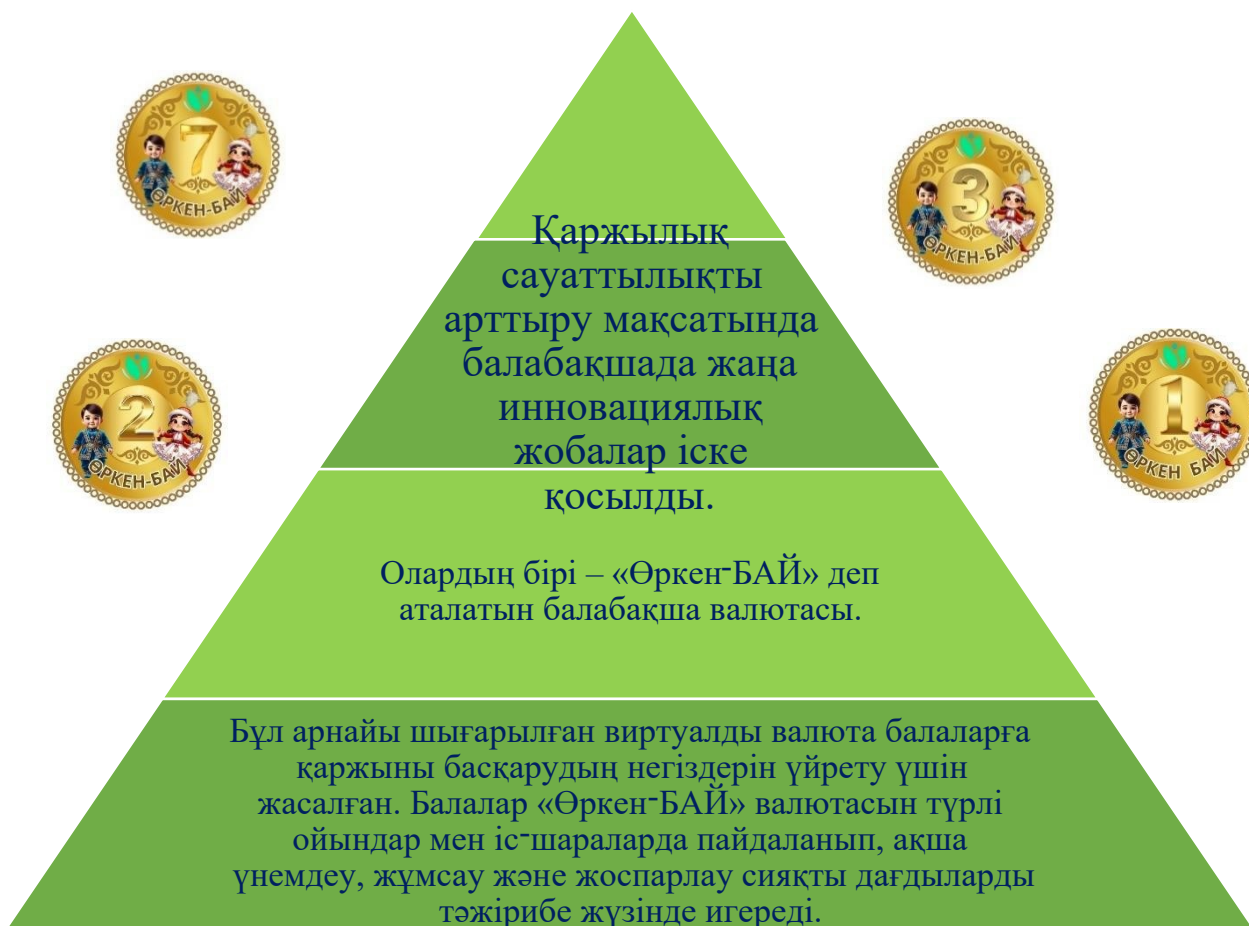 7
ӨРКЕН-БАЙ
3
ӨРКЕН-БАЙ
2
ӨРКЕН-БАЙ
1
ӨРКЕН БАЙ
Қаржылық
сауаттылықты
арттыру мақсатында
балабақшада жаңа
инновациялық
жобалар іске
қосылды.
Олардың бірі – «Өркен-БАЙ» деп
аталатын балабақша валютасы.
Бұл арнайы шығарылған виртуалды валюта балаларға
қаржыны басқарудың негіздерін үйрету үшін
жасалған. Балалар «Өркен-БАЙ» валютасын түрлі
ойындар мен іс-шараларда пайдаланып, ақша
үнемдеу, жұмсау және жоспарлау сияқты дағдыларды
тәжірибе жүзінде игереді.